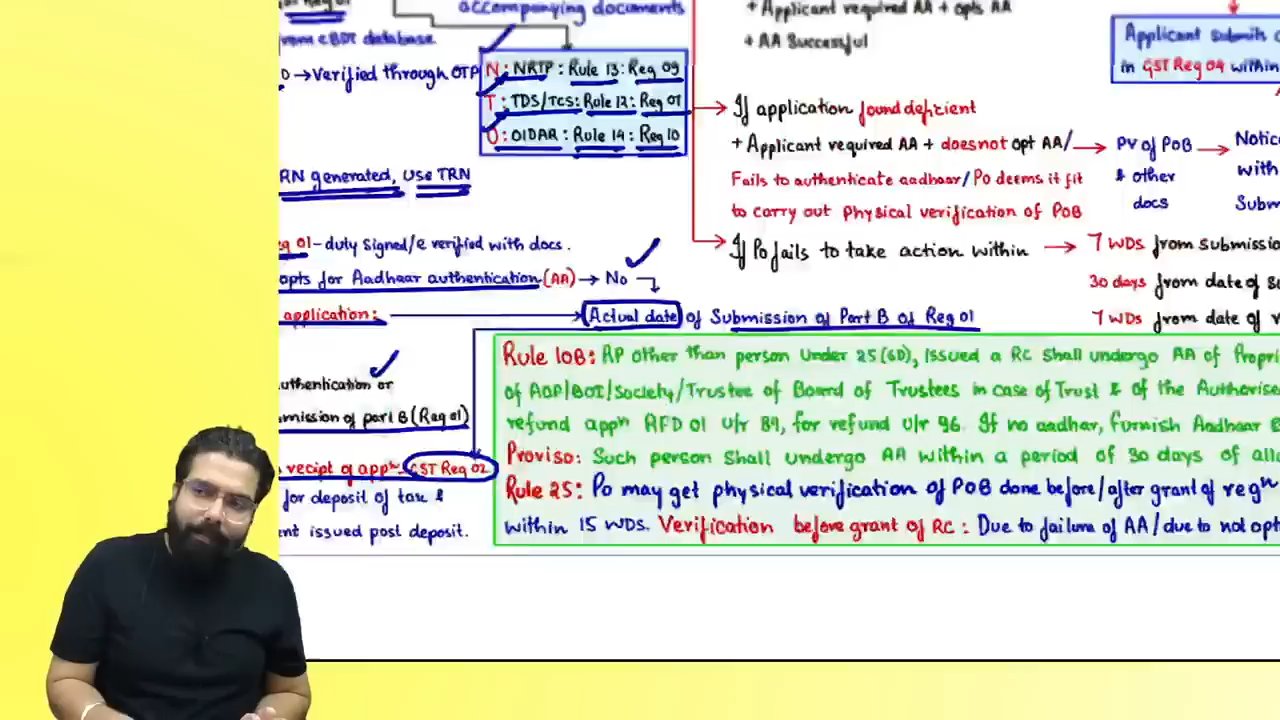 Reg 01
accompanying documents
from CBDT database.
D → Verified through OTP
N: NRTP : Rule 13: Reg 09
T: TDS/TCS: Rule 12: Reg 07
O: OIDAR : Rule 14: Reg 10
RN generated, Use TRN
eg 01 - duty Signed/e verified with docs.
opts for Aadhaar authentication (AA) → No
application: → Actual date of Submission of Part B of Reg 01
uthentication or
mission of part B (Reg 01)
recipt of appn GST Reg 02
for deposit of tax &
ent issued post deposit.
+ Applicant required AA + opts AA
+ AA Successful
→ If application found deficient
+ Applicant required AA + doesnot opt AA/
Fails to authenticate aadhaar/Po deems it fit
to carry out Physical verification of PoB
→ PV of PoB
& other
docs
→ Notic
with
Subm
→ If Po fails to take action within → 7 WDs from submissio
30 days from date of s
7 WDs from date of r
Applicant Submits
in GST Reg 04 within
Rule 10B: RP other than person Under 25(6D), issued a RC Shall undergo AA of Propri
of AOP/BOI/Society/Trustee of Board of Trustees in case of Trust & of the Authorise
refund appn RFD 01 U/r 89, for refund U/r 96. If no aadhar, furnish Aadhaar E
Proviso: Such person Shall undergo AA within a period of 30 days of allo
Rule 25: Po may get physical verification of POB done before/after grant of regn
within 15 WDs. Verification before grant of RC: Due to failure of AA/due to not opt